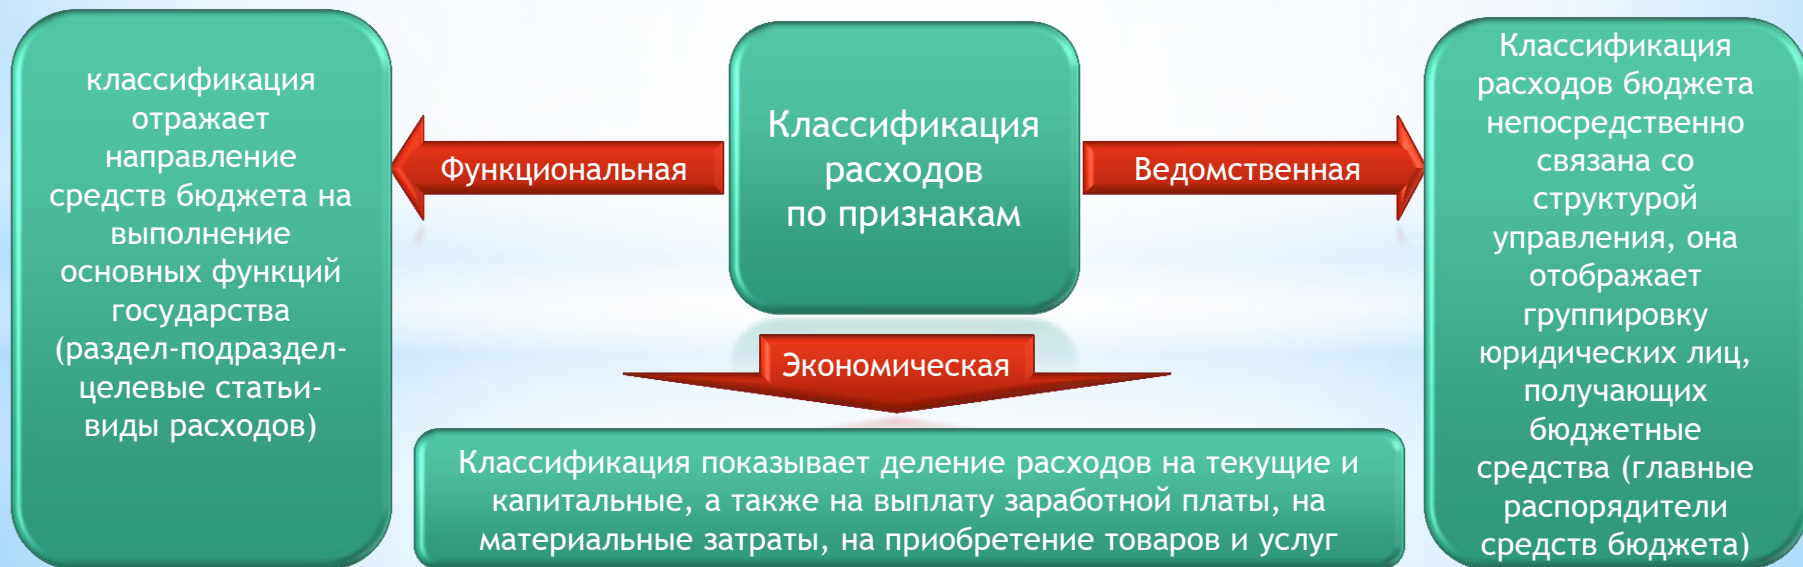 классификация
отражает
направление
средств бюджета на
выполнение
основных функций
государства
(раздел-подраздел-
целевые статьи-
виды расходов)
Функциональная
Классификация
расходов
по признакам
Ведомственная
Классификация
расходов бюджета
непосредственно
связана со
структурой
управления, она
отображает
группировку
юридических лиц,
получающих
бюджетные
средства (главные
распорядители
средств бюджета)
Экономическая
Классификация показывает деление расходов на текущие и
капитальные, а также на выплату заработной платы, на
материальные затраты, на приобретение товаров и услуг